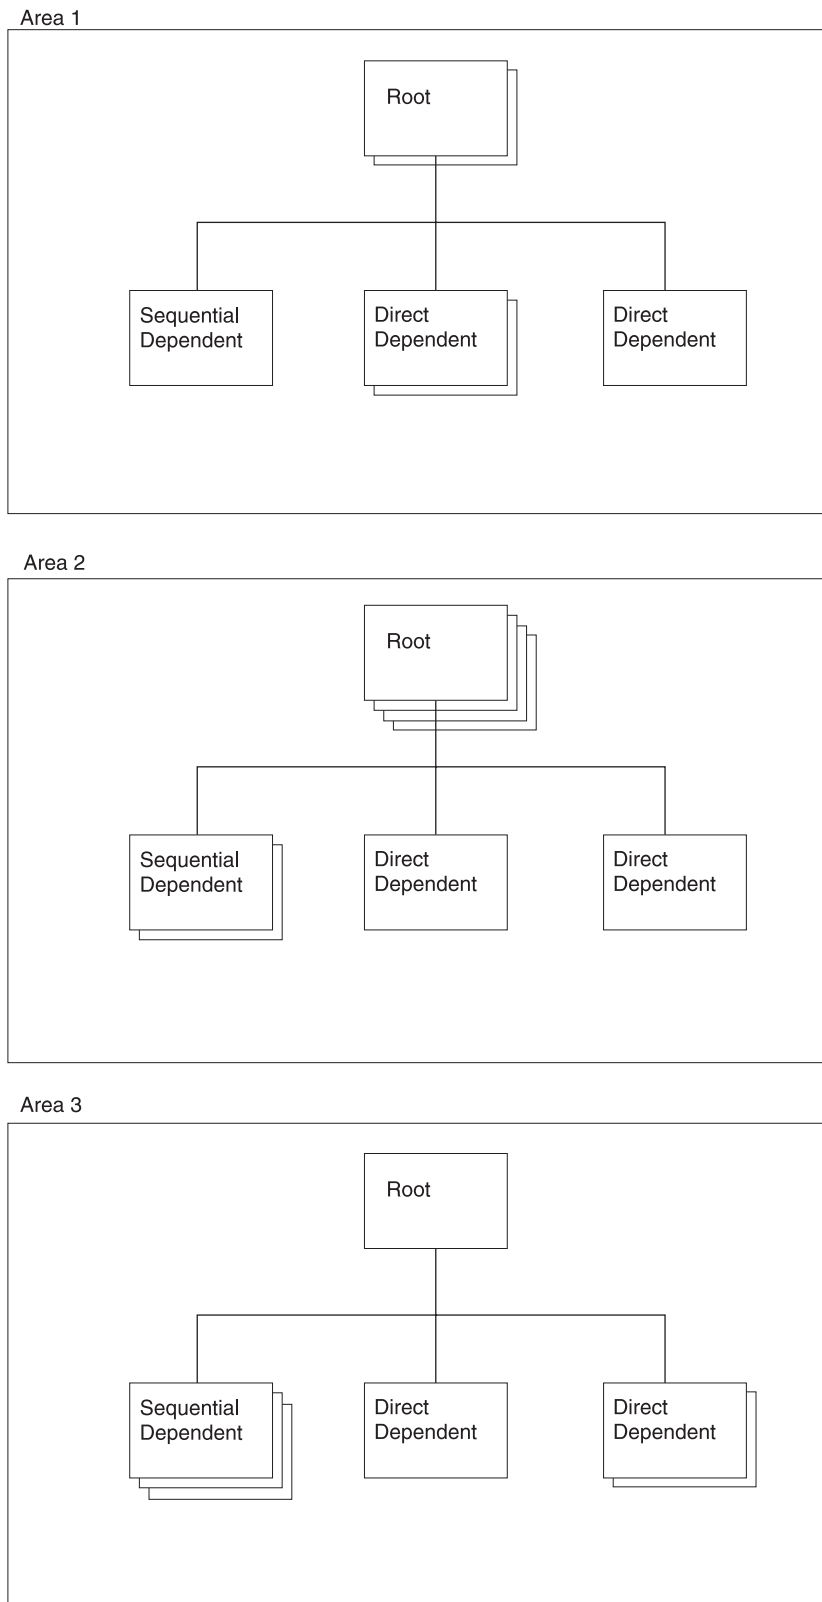 Area 1
Root
Sequential
Dependent
Direct
Dependent
Direct
Dependent
Area 2
Root
Sequential
Dependent
Direct
Dependent
Direct
Dependent
Area 3
Root
Sequential
Dependent
Direct
Dependent
Direct
Dependent